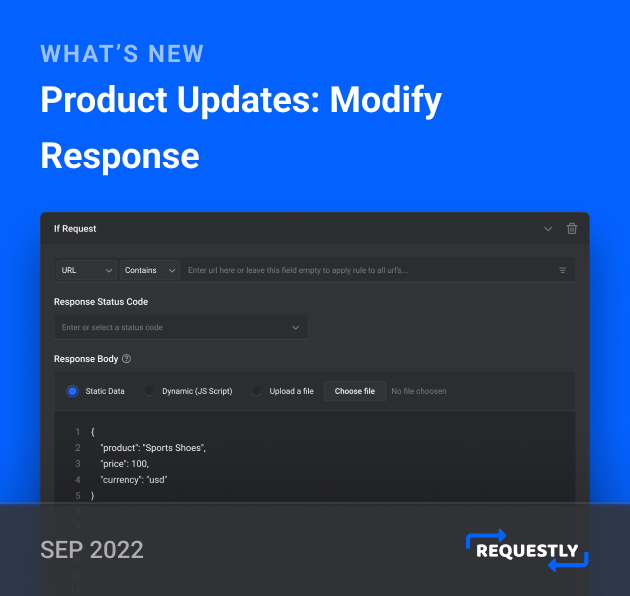 WHAT'S NEW
Product Updates: Modify
Response
If Request
URL Contains Enter url here or leave this field empty to apply rule to all url's...
Response Status Code
Enter or select a status code
Response Body ?
Static Data Dynamic (JS Script) Upload a file Choose file No file choosen
1 {
2 "product": "Sports Shoes",
3 "price": 100,
4 "currency": "usd"
5 }
SEP 2022
REQUESTLY